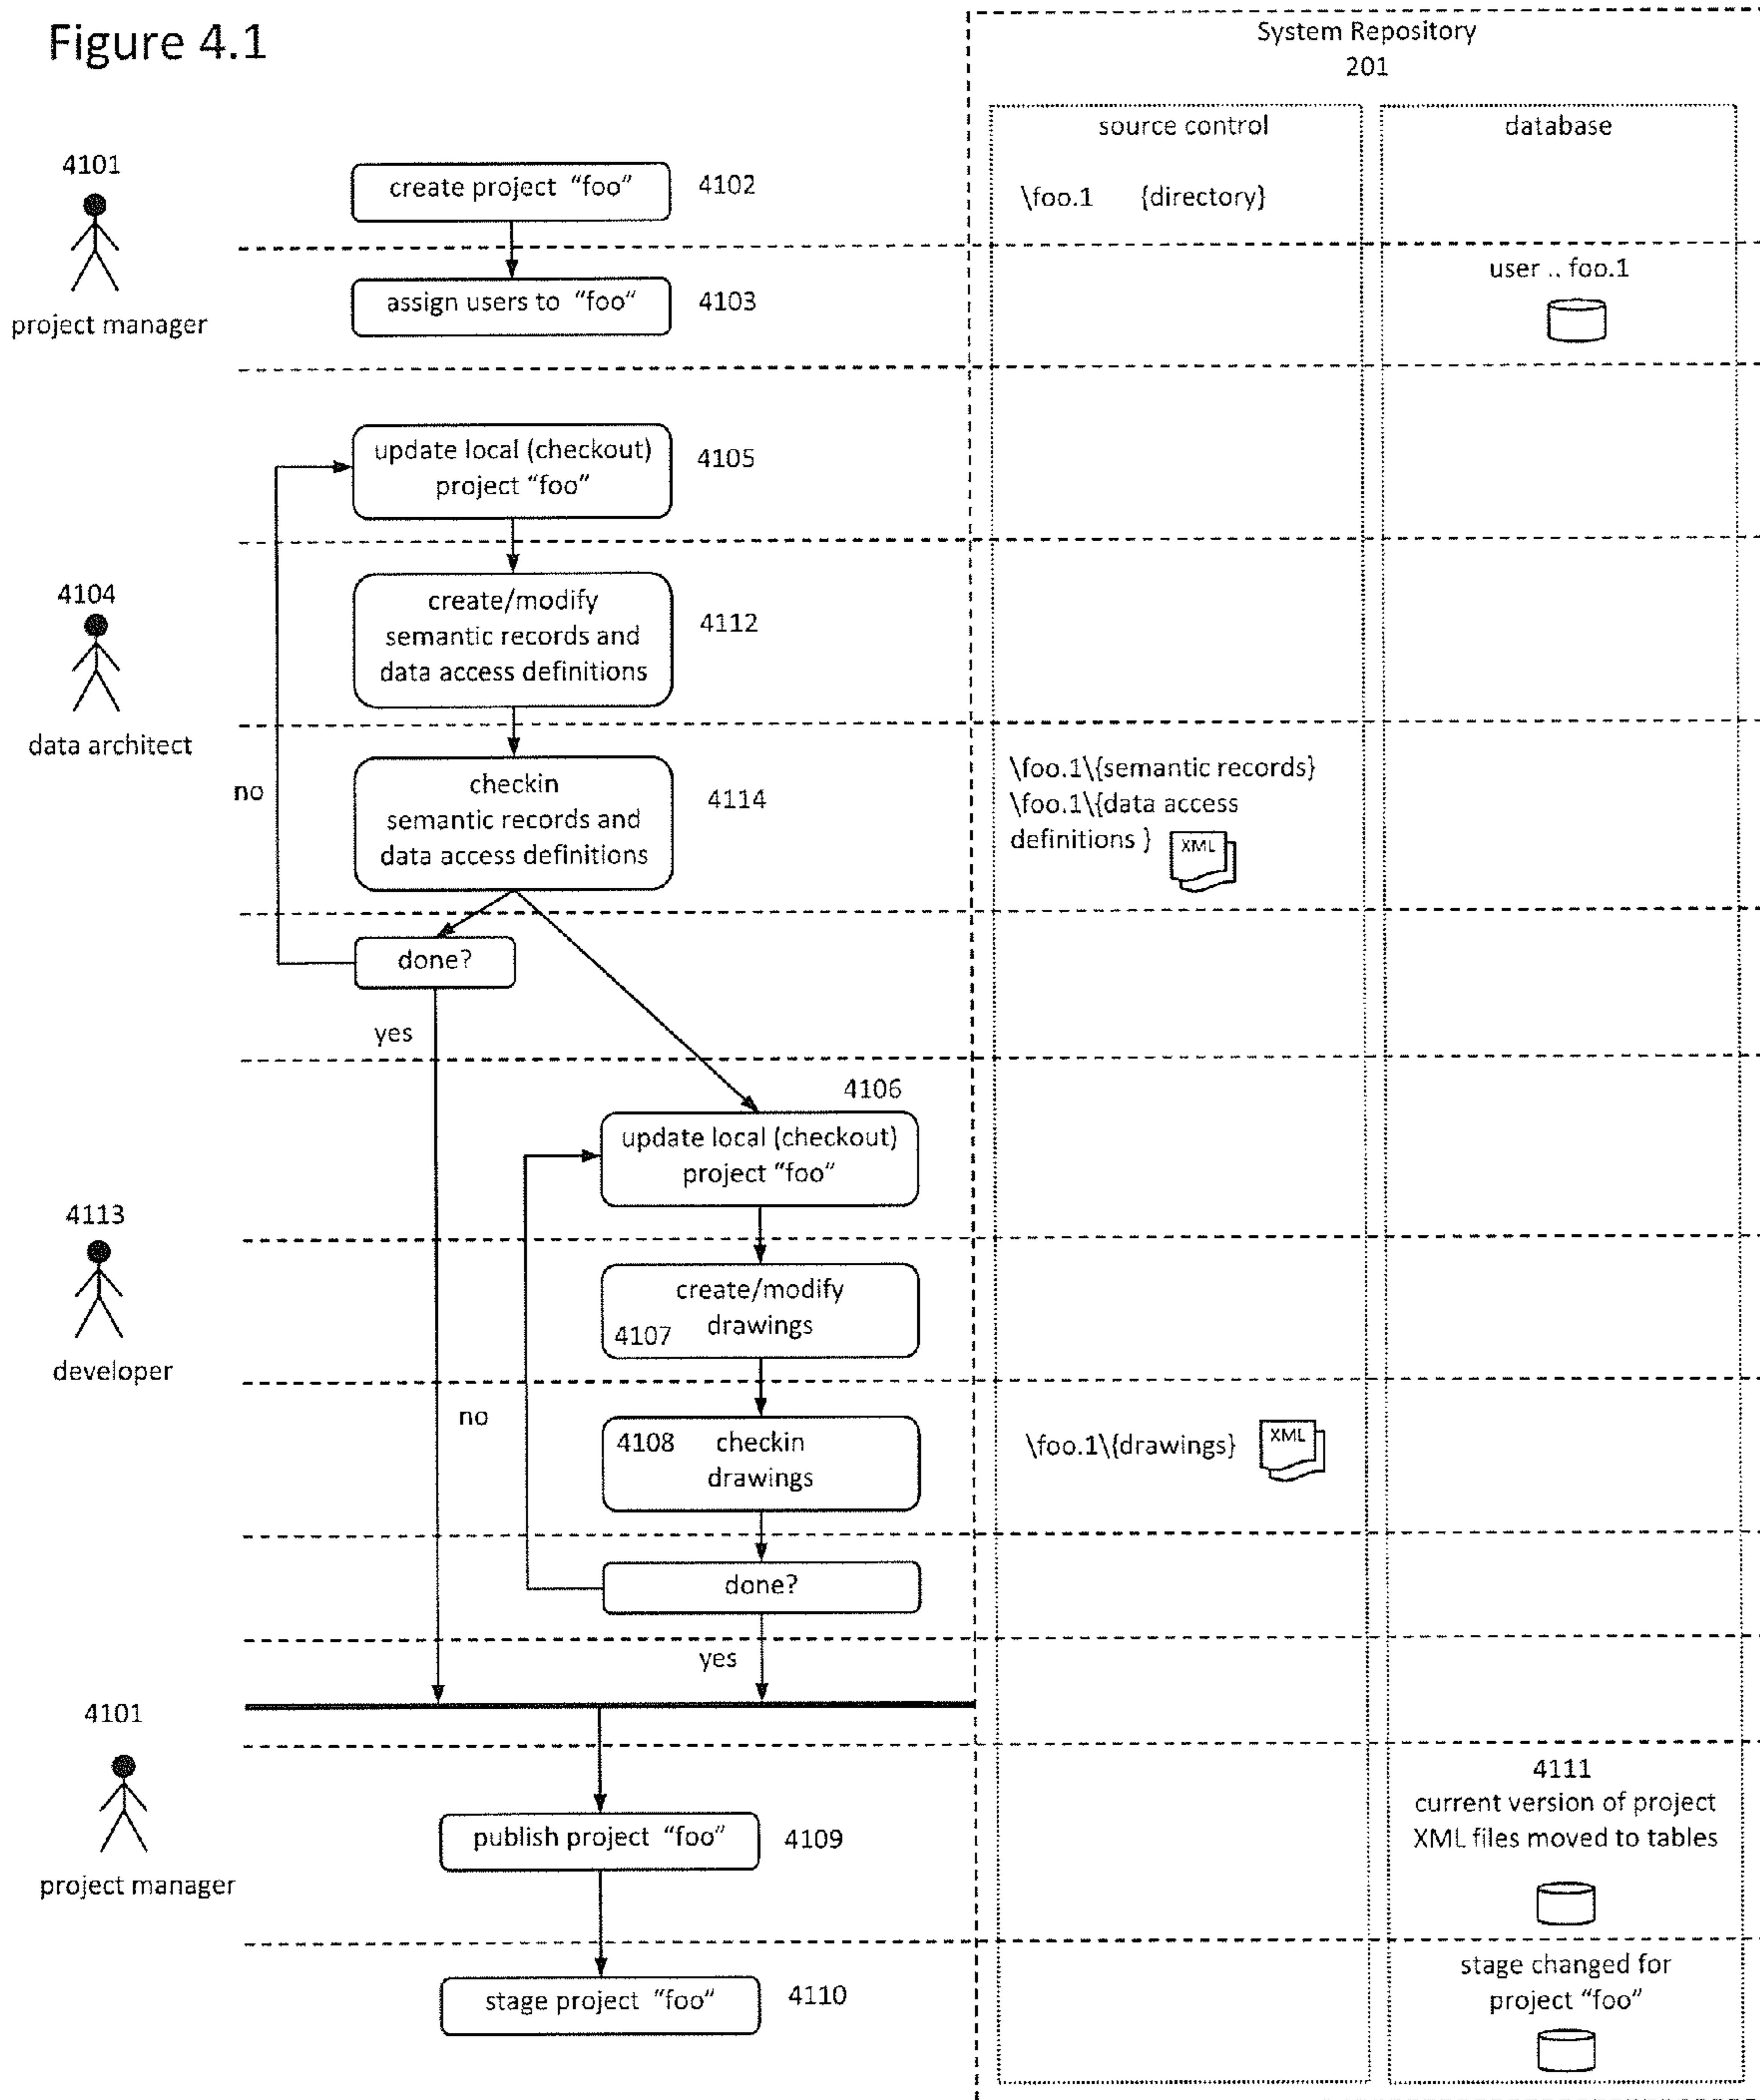 Figure 4.1
System Repository
201
source control
database
4101
project manager
create project “foo”
4102
\foo.1 {directory}
assign users to “foo”
4103
user .. foo.1
update local (checkout)
project “foo”
4105
4104
data architect
create/modify
semantic records and
data access definitions
4112
no
checkin
semantic records and
data access definitions
4114
\foo.1\{semantic records}
\foo.1\{data access
definitions }
XML
done?
yes
4106
update local (checkout)
project “foo”
4113
developer
create/modify
drawings
4107
no
4108 checkin
drawings
\foo.1\{drawings}
XML
done?
yes
4101
project manager
publish project “foo”
4109
4111
current version of project
XML files moved to tables
stage project “foo”
4110
stage changed for
project “foo”